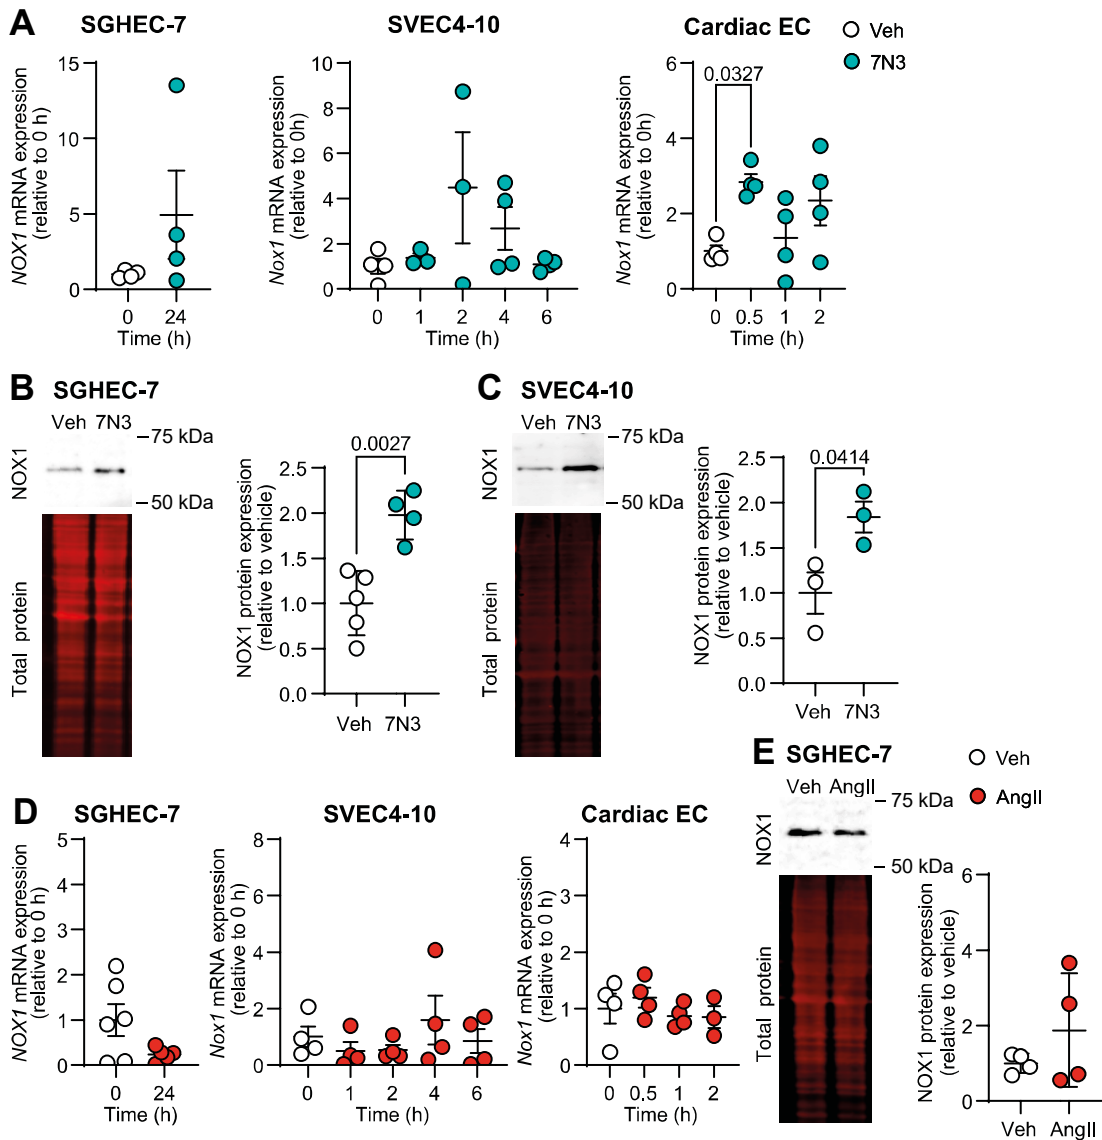 A
SGHEC-7
SVEC4-10
Cardiac EC
Veh
7N3
NOX1 mRNA expression
(relative to 0 h)
15
10
5
0
0 24
Time (h)
Nox1 mRNA expression
(relative to 0h)
10
8
6
4
2
0
0 1 2 4 6
Time (h)
Nox1 mRNA expression
(relative to 0h)
6
4
2
0
0.0327
0 0.5 1 2
Time (h)
B
SGHEC-7
Veh 7N3
NOX1
–75 kDa
–50 kDa
Total protein
NOX1 protein expression
(relative to vehicle)
0.0027
2.5
2.0
1.5
1.0
0.5
0.0
Veh 7N3
C
SVEC4-10
Veh 7N3
NOX1
–75 kDa
–50 kDa
Total protein
NOX1 protein expression
(relative to vehicle)
0.0414
2.5
2.0
1.5
1.0
0.5
0.0
Veh 7N3
D
SGHEC-7
SVEC4-10
Cardiac EC
NOX1 mRNA expression
(relative to 0 h)
5
4
3
2
1
0
0 24
Time (h)
Nox1 mRNA expression
(relative to 0 h)
8
6
4
2
0
0 1 2 4 6
Time (h)
Nox1 mRNA expression
(relative to 0h)
4
3
2
1
0
0 0.5 1 2
Time (h)
E
SGHEC-7
Veh AngII
Veh
AngII
NOX1
–75 kDa
–50 kDa
Total protein
NOX1 protein expression
(relative to vehicle)
6
4
2
0
Veh AngII